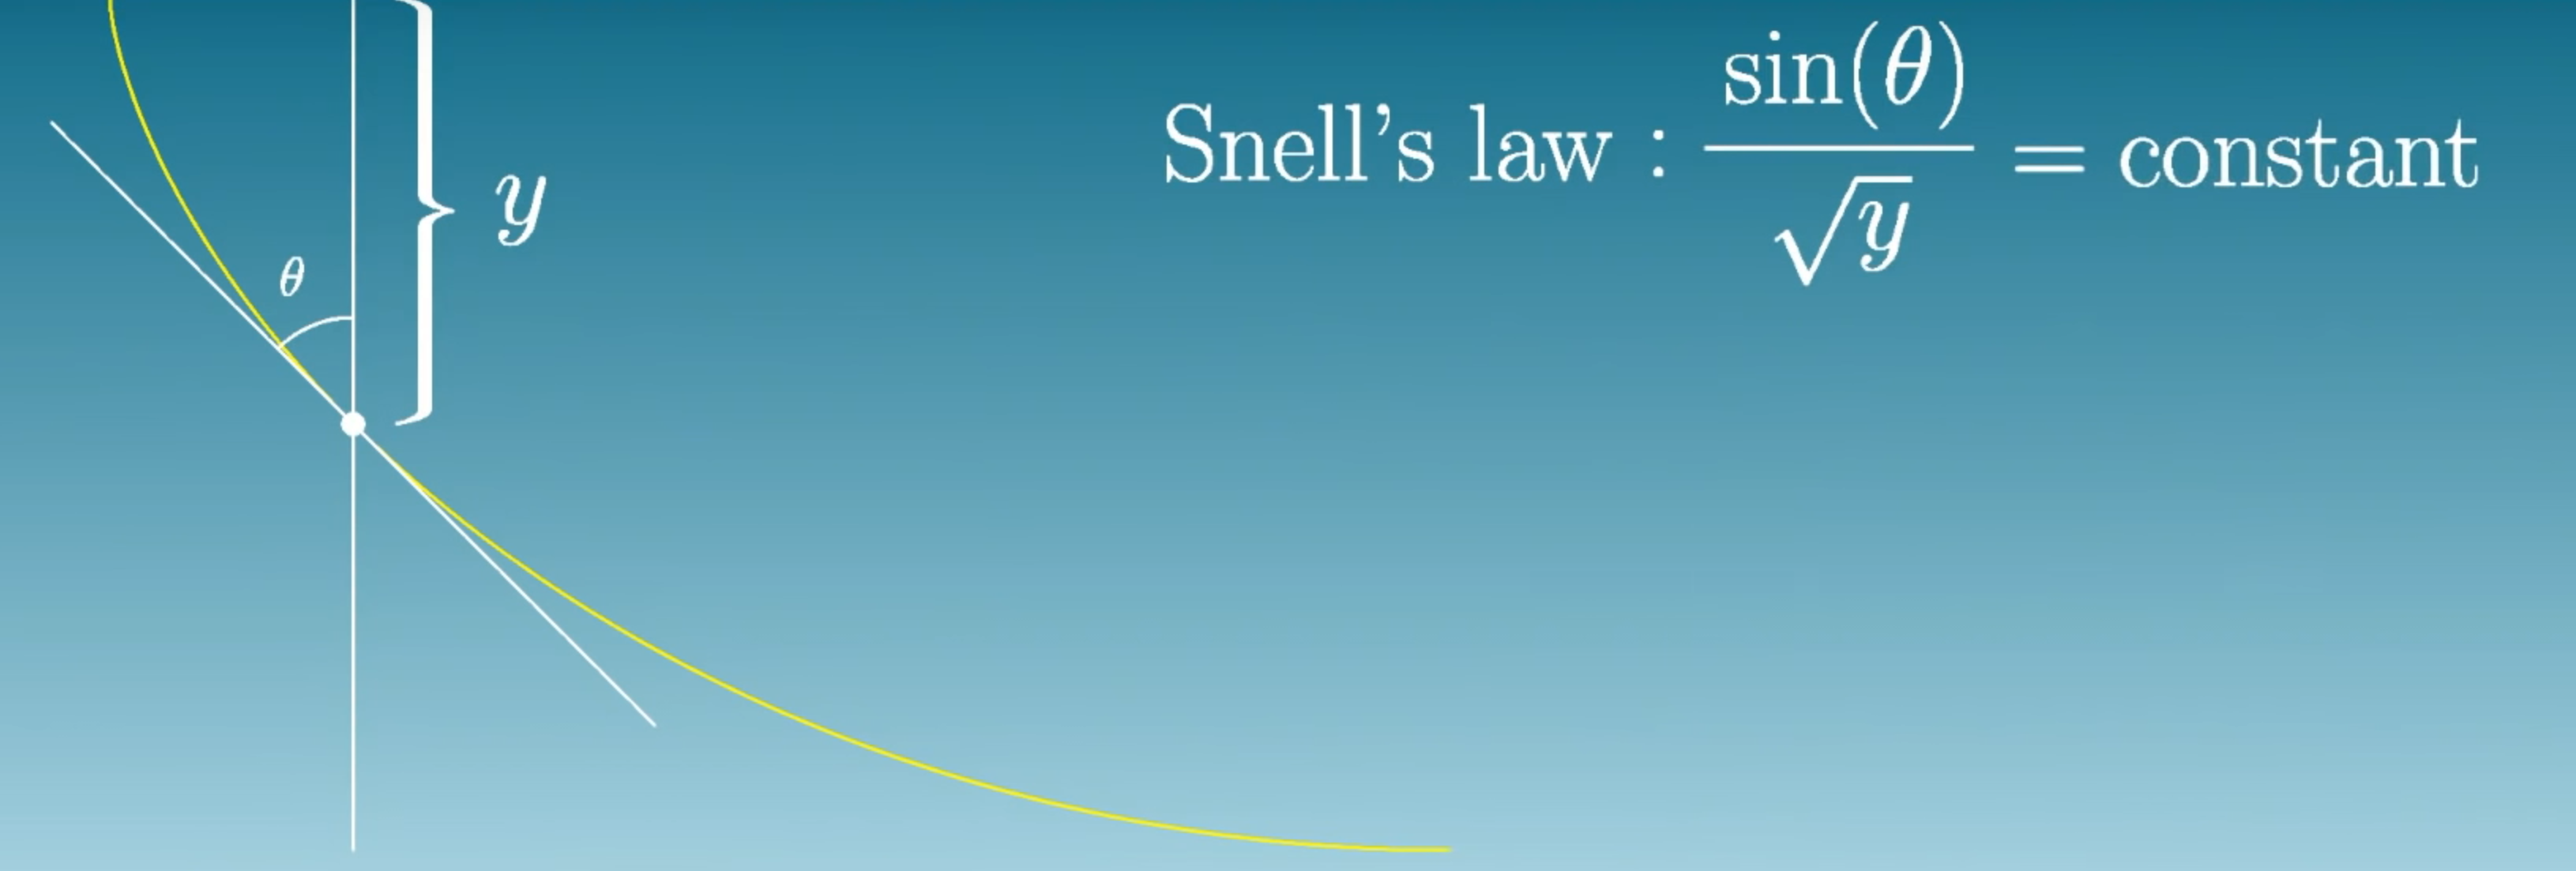 Snell's law : sin(θ)/√y = constant
y
θ